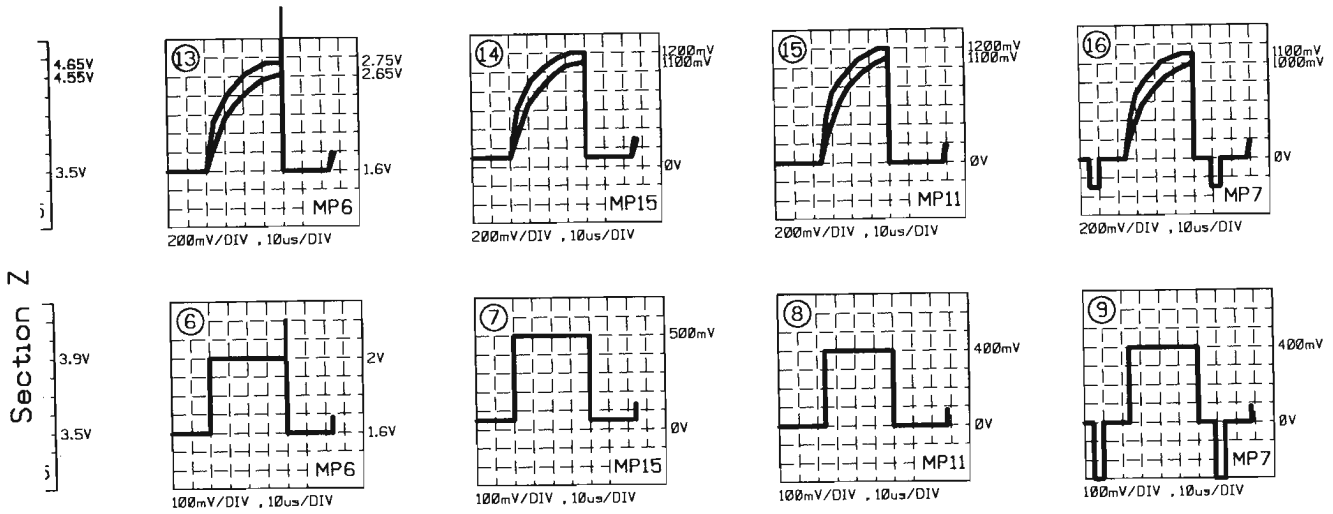 4.65V
4.55V
3.5V
13
2.75V
2.65V
1.6V
MP6
200mV/DIV ,10us/DIV
14
1200mV
1100mV
0V
MP15
200mV/DIV ,10us/DIV
15
1200mV
1100mV
0V
MP11
200mV/DIV ,10us/DIV
16
1100mV
1000mV
0V
MP7
200mV/DIV ,10us/DIV
Section Z
3.9V
3.5V
6
2V
1.6V
MP6
100mV/DIV ,10us/DIV
7
500mV
0V
MP15
100mV/DIV ,10us/DIV
8
400mV
0V
MP11
100mV/DIV ,10us/DIV
9
400mV
0V
MP7
100mV/DIV ,10us/DIV